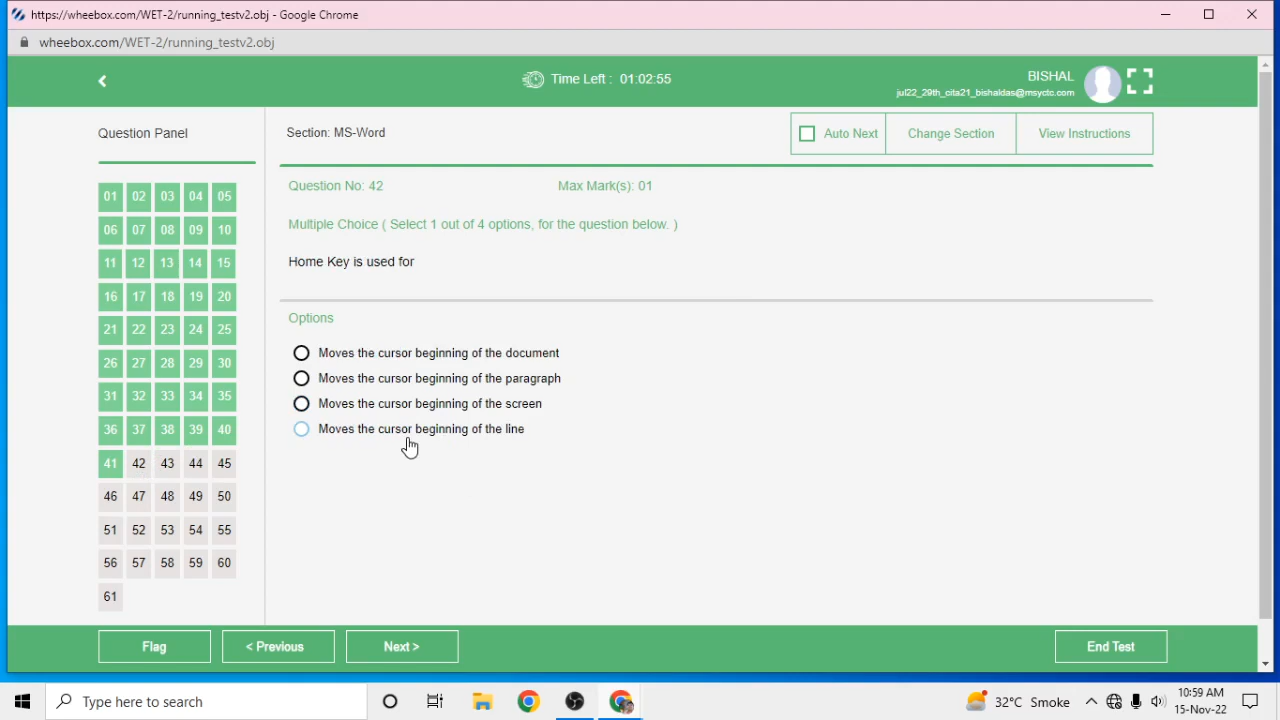 https://wheebox.com/WET-2/running_testv2.obj - Google Chrome
wheebox.com/WET-2/running_testv2.obj
Time Left : 01:02:55
BISHAL
jul22_29th_cita21_bishaldas@msyctc.com
Question Panel
Section: MS-Word
Auto Next
Change Section
View Instructions
01 02 03 04 05
06 07 08 09 10
11 12 13 14 15
16 17 18 19 20
21 22 23 24 25
26 27 28 29 30
31 32 33 34 35
36 37 38 39 40
41 42 43 44 45
46 47 48 49 50
51 52 53 54 55
56 57 58 59 60
61
Question No: 42
Max Mark(s): 01
Multiple Choice ( Select 1 out of 4 options, for the question below. )
Home Key is used for
Options
Moves the cursor beginning of the document
Moves the cursor beginning of the paragraph
Moves the cursor beginning of the screen
Moves the cursor beginning of the line
Flag
< Previous
Next >
End Test
Type here to search
32°C Smoke
10:59 AM
15-Nov-22